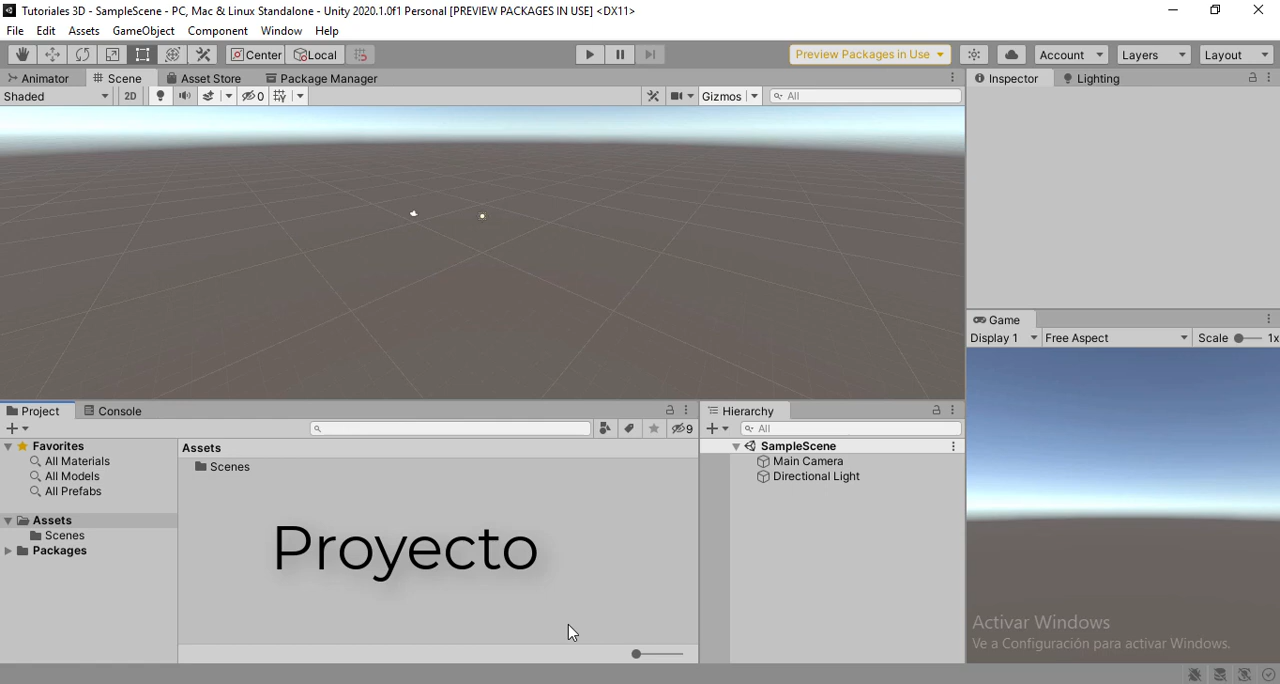 Tutoriales 3D - SampleScene - PC, Mac & Linux Standalone - Unity 2020.1.0f1 Personal [PREVIEW PACKAGES IN USE] <DX11>
File Edit Assets GameObject Component Window Help
Center Local Preview Packages in Use Account Layers Layout
Animator Scene Asset Store Package Manager
Shaded 2D 0 Gizmos All
Inspector Lighting
Game
Display 1 Free Aspect Scale 1x
Project Console
9
Favorites
All Materials
All Models
All Prefabs
Assets
Scenes
Packages
Assets
Scenes
Proyecto
Hierarchy
All
SampleScene
Main Camera
Directional Light
Activar Windows
Ve a Configuración para activar Windows.